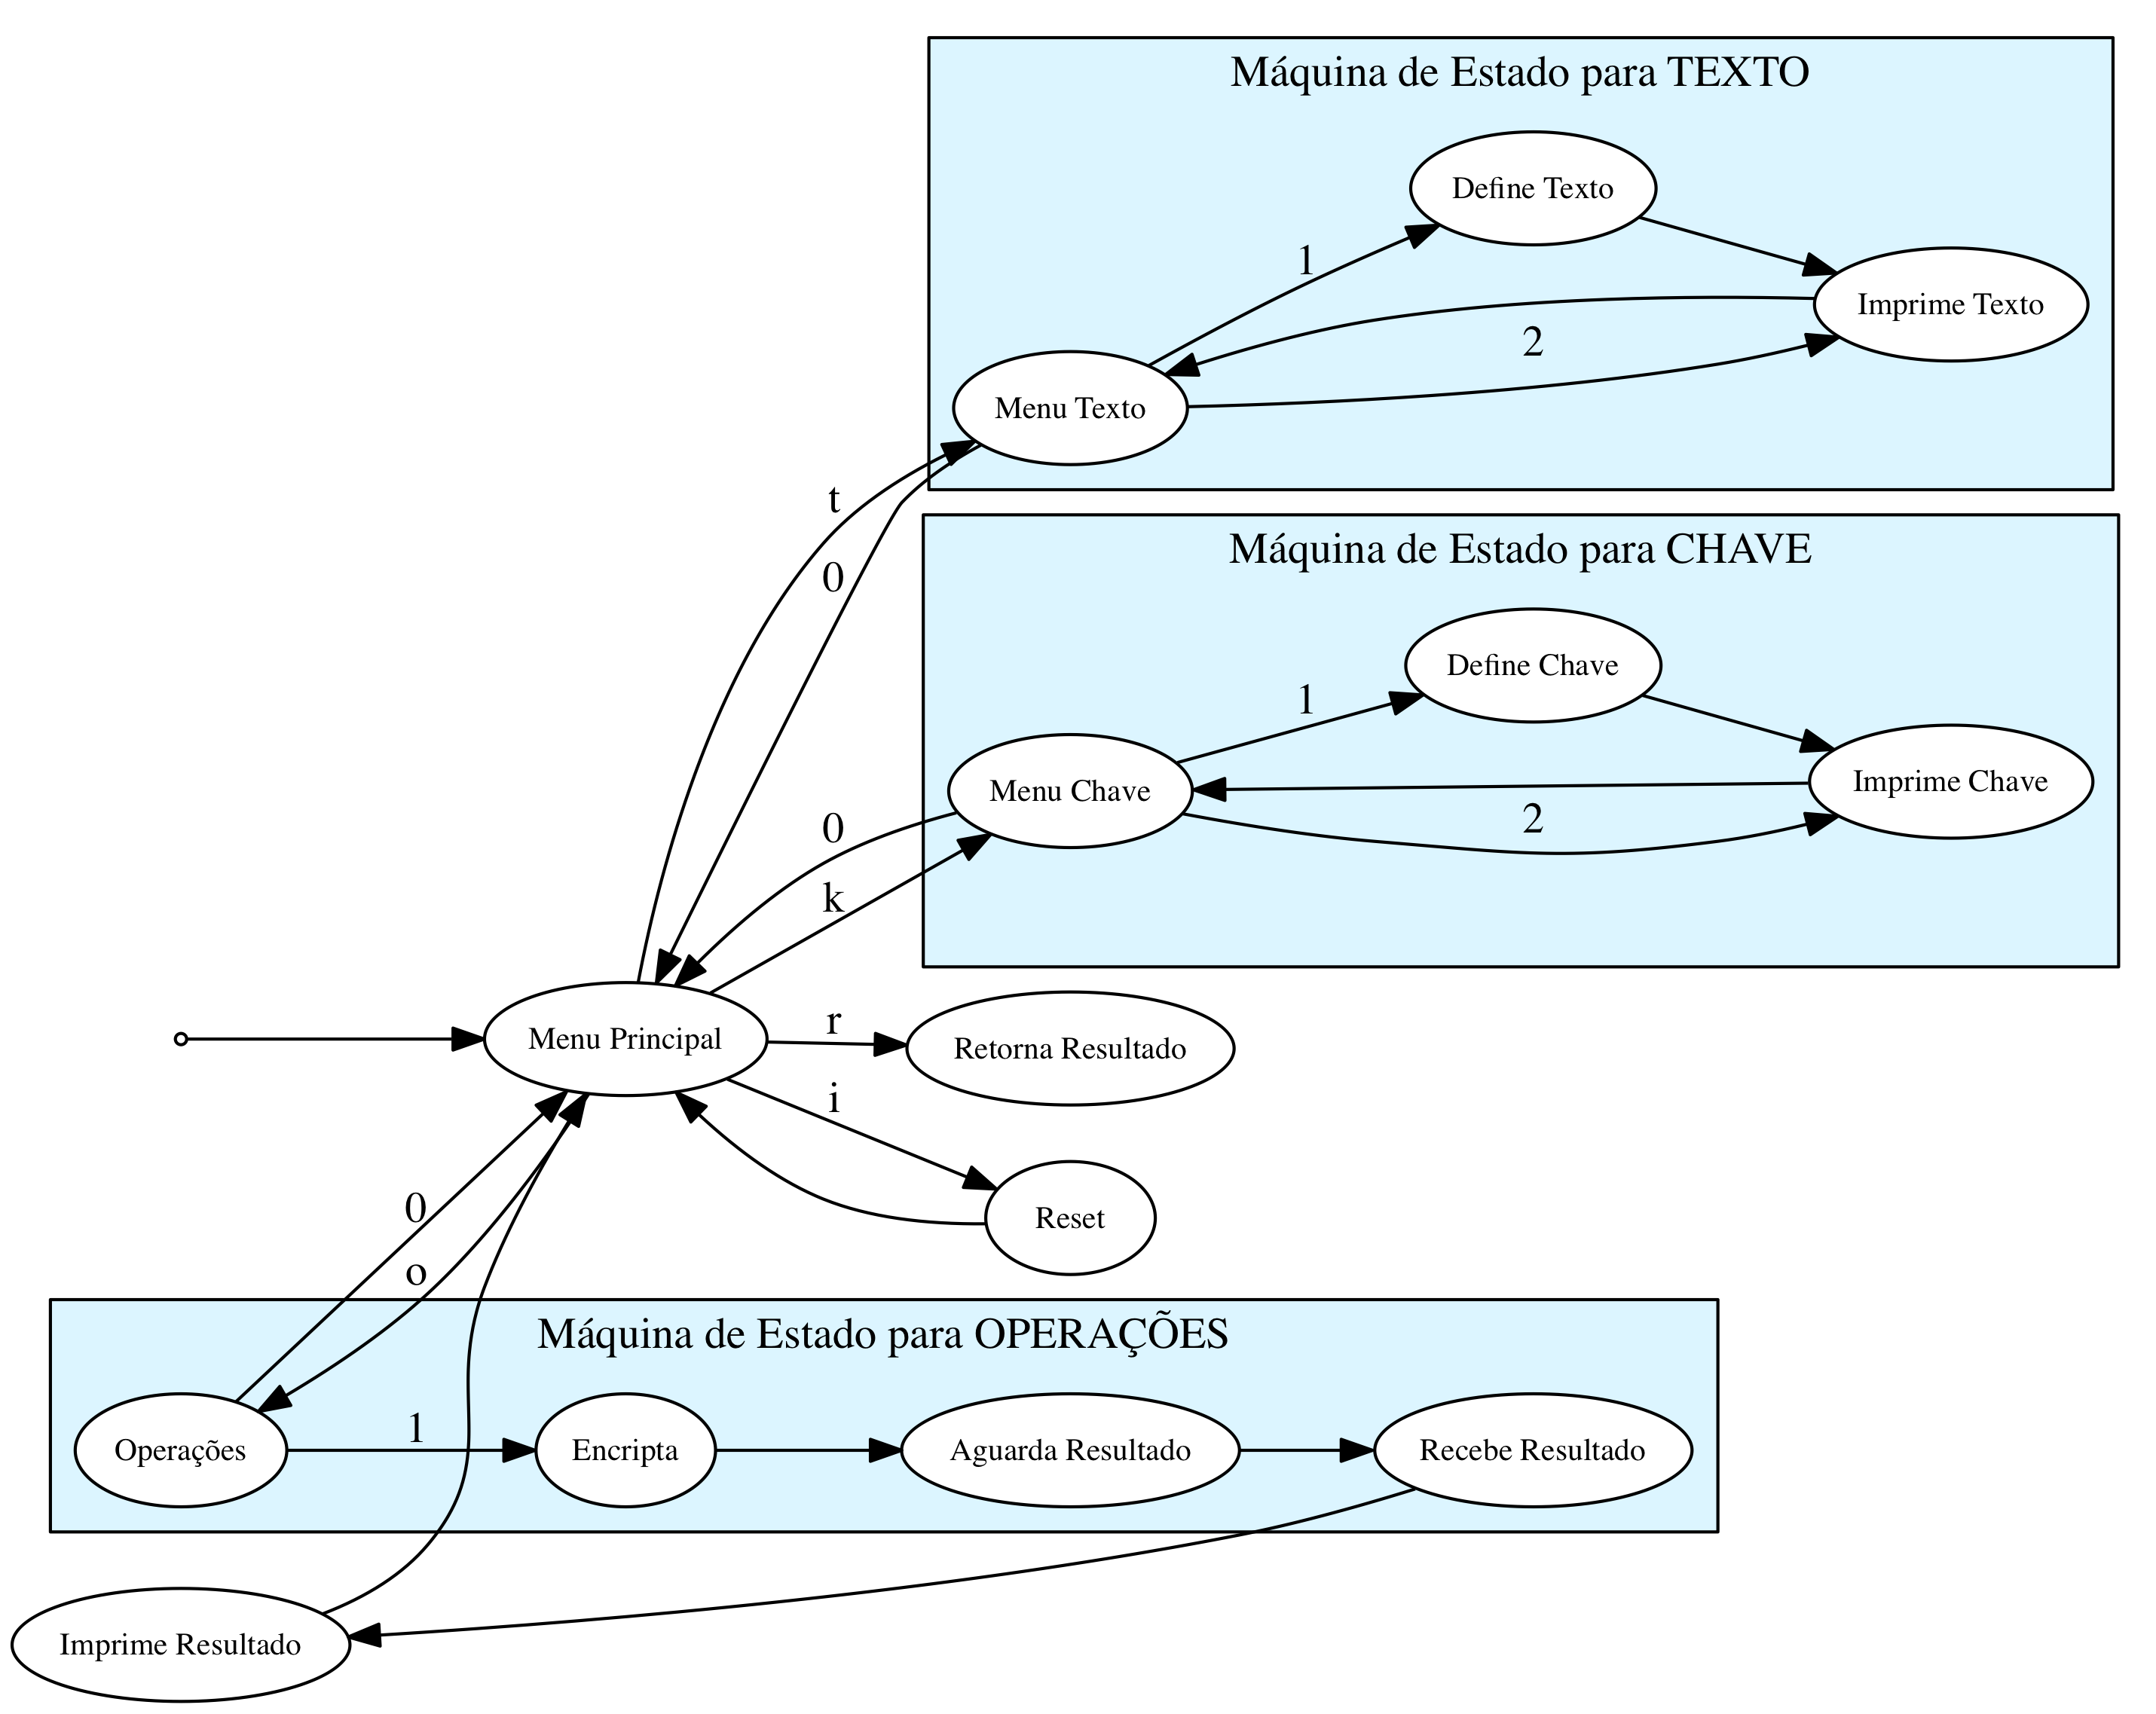 Máquina de Estado para TEXTO
Define Texto
1
Imprime Texto
2
Menu Texto
t
0
Máquina de Estado para CHAVE
Define Chave
1
Imprime Chave
Menu Chave
2
0
k
Menu Principal
r
Retorna Resultado
i
Reset
0
o
Máquina de Estado para OPERAÇÕES
Operações
1
Encripta
Aguarda Resultado
Recebe Resultado
Imprime Resultado